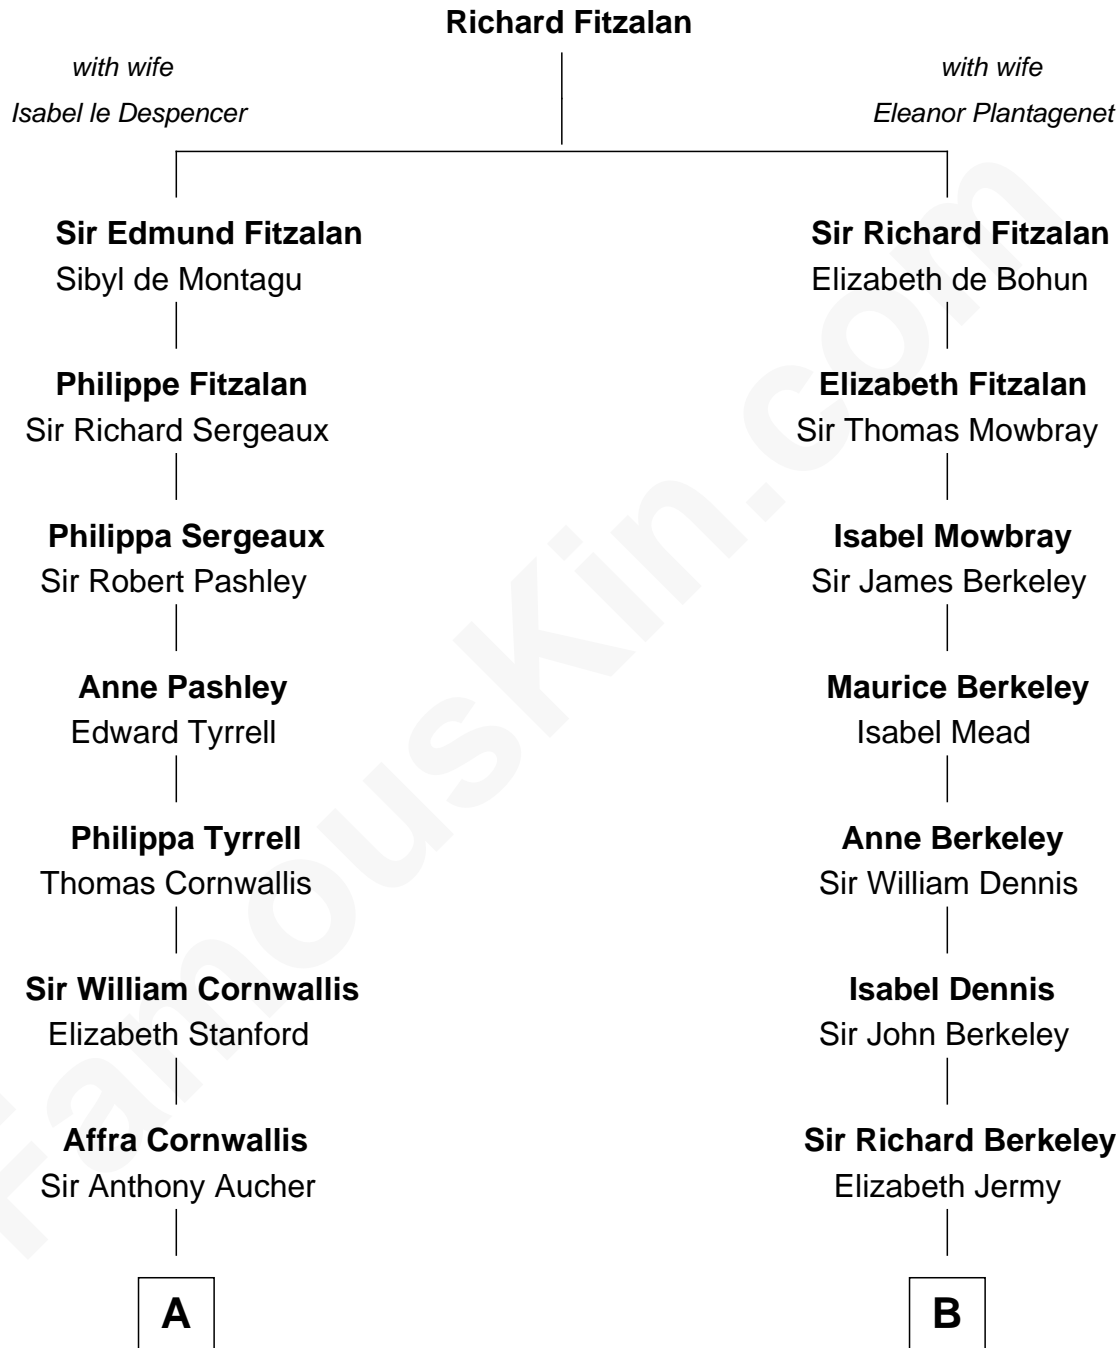 Richard Fitzalan
with wife
Isabel le Despencer
with wife
Eleanor Plantagenet
Sir Edmund Fitzalan
Sibyl de Montagu
Sir Richard Fitzalan
Elizabeth de Bohun
Philippe Fitzalan
Sir Richard Sergeaux
Elizabeth Fitzalan
Sir Thomas Mowbray
Philippa Sergeaux
Sir Robert Pashley
Isabel Mowbray
Sir James Berkeley
Anne Pashley
Edward Tyrrell
Maurice Berkeley
Isabel Mead
Philippa Tyrrell
Thomas Cornwallis
Anne Berkeley
Sir William Dennis
Sir William Cornwallis
Elizabeth Stanford
Isabel Dennis
Sir John Berkeley
Affra Cornwallis
Sir Anthony Aucher
Sir Richard Berkeley
Elizabeth Jermy
A
B
FamousKin.com